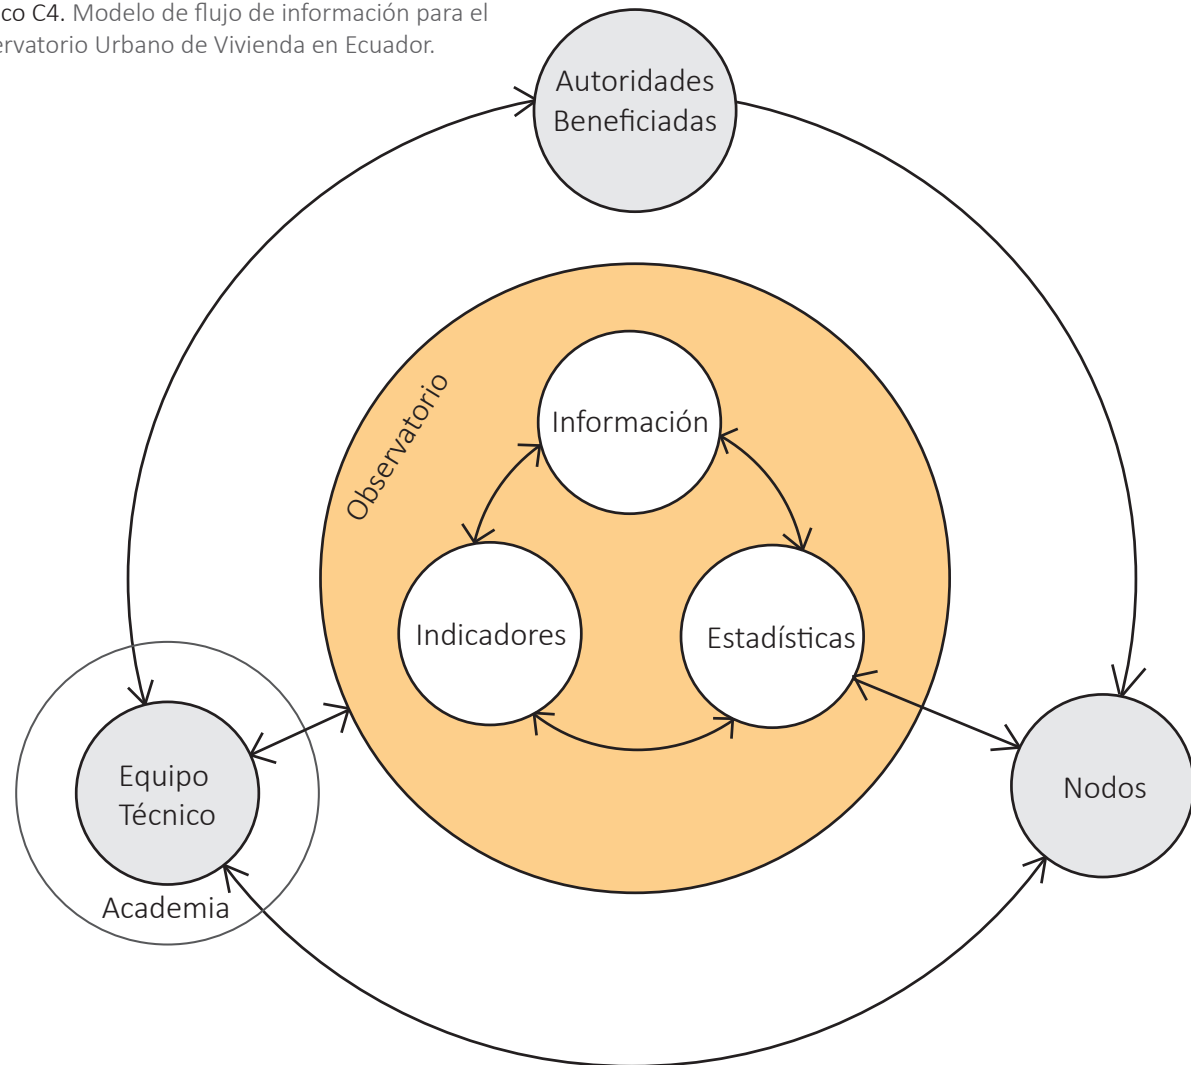 co C4. Modelo de flujo de información para el
ervatorio Urbano de Vivienda en Ecuador.
Autoridades
Beneficiadas
Observatorio
Información
Indicadores
Estadísticas
Equipo
Técnico
Academia
Nodos